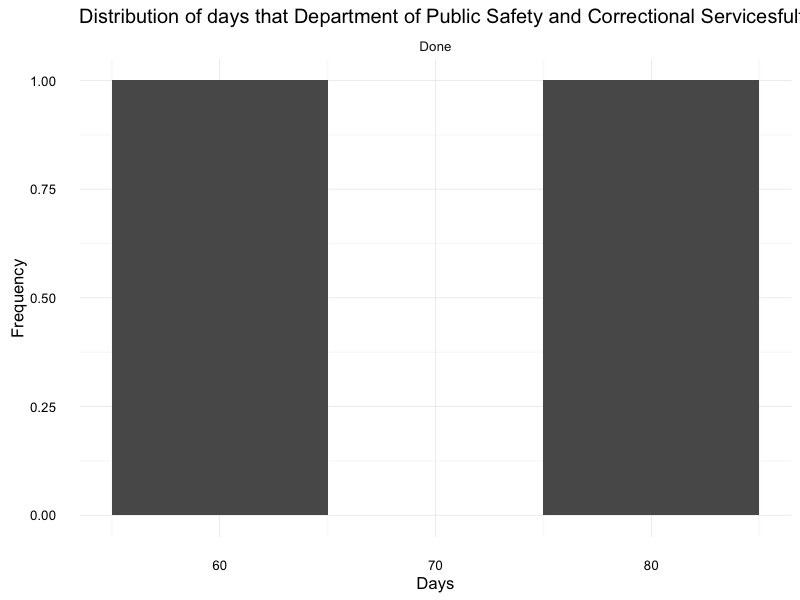 Distribution of days that Department of Public Safety and Correctional Servicesful
Done
1.00
0.75
0.50
0.25
0.00
Frequency
60 70 80
Days